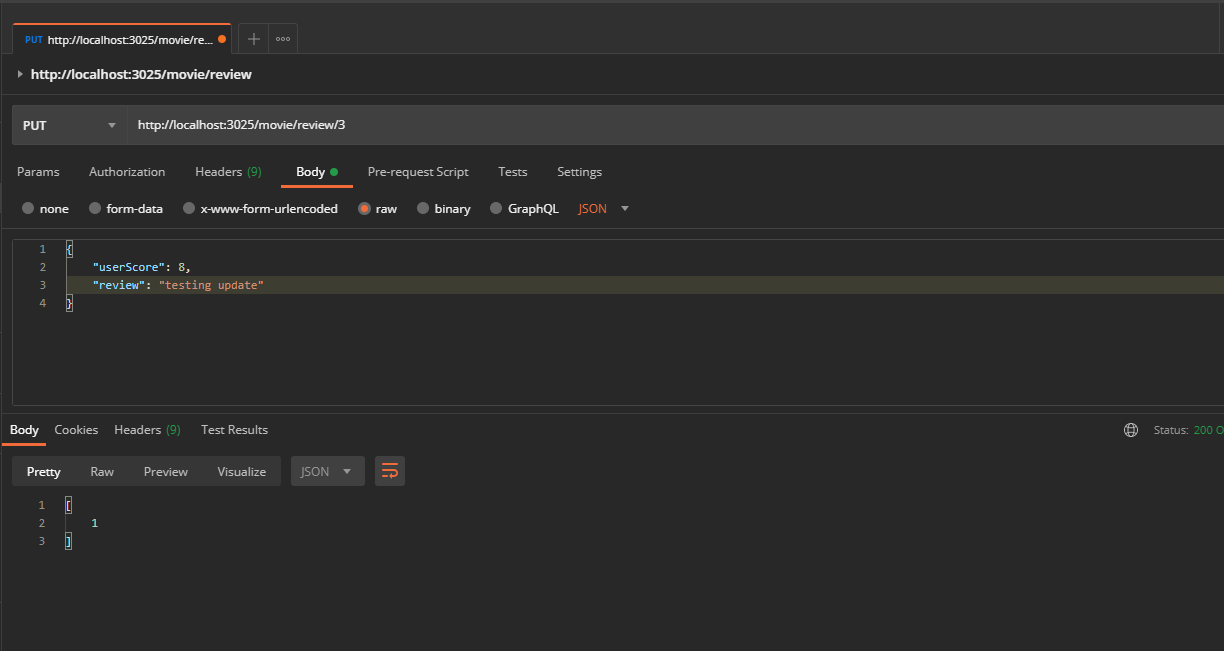 PUT http://localhost:3025/movie/re...
http://localhost:3025/movie/review
PUT http://localhost:3025/movie/review/3
Params Authorization Headers (9) Body Pre-request Script Tests Settings
none form-data x-www-form-urlencoded raw binary GraphQL JSON
1 {
2 "userScore": 8,
3 "review": "testing update"
4 }
Body Cookies Headers (9) Test Results Status: 200 O
Pretty Raw Preview Visualize JSON
1 [
2 1
3 ]